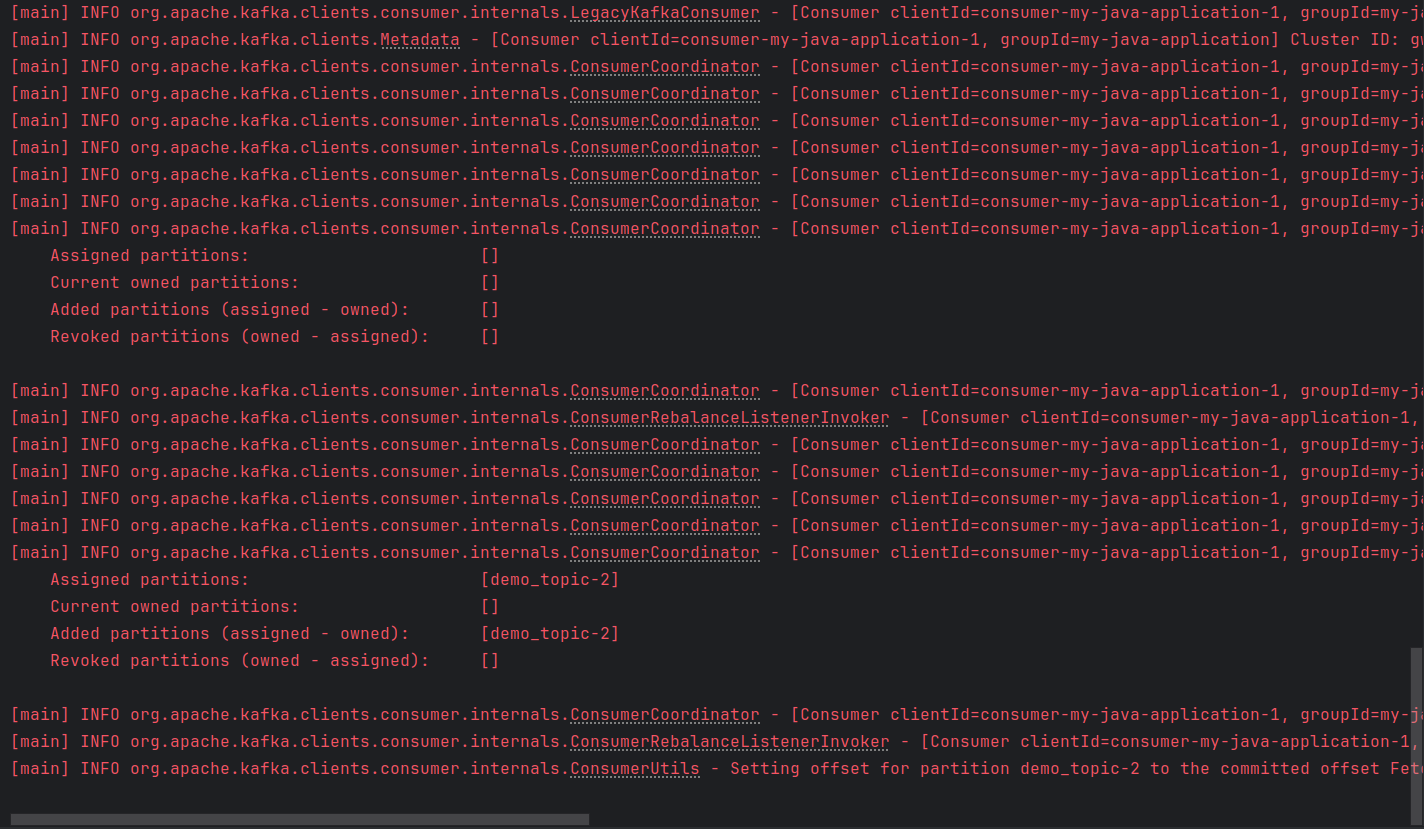 [main] INFO org.apache.kafka.clients.consumer.internals.LegacyKafkaConsumer - [Consumer clientId=consumer-my-java-application-1, groupId=my-ja
[main] INFO org.apache.kafka.clients.Metadata - [Consumer clientId=consumer-my-java-application-1, groupId=my-java-application] Cluster ID: gw
[main] INFO org.apache.kafka.clients.consumer.internals.ConsumerCoordinator - [Consumer clientId=consumer-my-java-application-1, groupId=my-ja
[main] INFO org.apache.kafka.clients.consumer.internals.ConsumerCoordinator - [Consumer clientId=consumer-my-java-application-1, groupId=my-ja
[main] INFO org.apache.kafka.clients.consumer.internals.ConsumerCoordinator - [Consumer clientId=consumer-my-java-application-1, groupId=my-ja
[main] INFO org.apache.kafka.clients.consumer.internals.ConsumerCoordinator - [Consumer clientId=consumer-my-java-application-1, groupId=my-ja
[main] INFO org.apache.kafka.clients.consumer.internals.ConsumerCoordinator - [Consumer clientId=consumer-my-java-application-1, groupId=my-ja
[main] INFO org.apache.kafka.clients.consumer.internals.ConsumerCoordinator - [Consumer clientId=consumer-my-java-application-1, groupId=my-ja
[main] INFO org.apache.kafka.clients.consumer.internals.ConsumerCoordinator - [Consumer clientId=consumer-my-java-application-1, groupId=my-ja
    Assigned partitions:                       []
    Current owned partitions:                  []
    Added partitions (assigned - owned):       []
    Revoked partitions (owned - assigned):     []

[main] INFO org.apache.kafka.clients.consumer.internals.ConsumerCoordinator - [Consumer clientId=consumer-my-java-application-1, groupId=my-ja
[main] INFO org.apache.kafka.clients.consumer.internals.ConsumerRebalanceListenerInvoker - [Consumer clientId=consumer-my-java-application-1,
[main] INFO org.apache.kafka.clients.consumer.internals.ConsumerCoordinator - [Consumer clientId=consumer-my-java-application-1, groupId=my-ja
[main] INFO org.apache.kafka.clients.consumer.internals.ConsumerCoordinator - [Consumer clientId=consumer-my-java-application-1, groupId=my-ja
[main] INFO org.apache.kafka.clients.consumer.internals.ConsumerCoordinator - [Consumer clientId=consumer-my-java-application-1, groupId=my-ja
[main] INFO org.apache.kafka.clients.consumer.internals.ConsumerCoordinator - [Consumer clientId=consumer-my-java-application-1, groupId=my-ja
[main] INFO org.apache.kafka.clients.consumer.internals.ConsumerCoordinator - [Consumer clientId=consumer-my-java-application-1, groupId=my-ja
    Assigned partitions:                       [demo_topic-2]
    Current owned partitions:                  []
    Added partitions (assigned - owned):       [demo_topic-2]
    Revoked partitions (owned - assigned):     []

[main] INFO org.apache.kafka.clients.consumer.internals.ConsumerCoordinator - [Consumer clientId=consumer-my-java-application-1, groupId=my-ja
[main] INFO org.apache.kafka.clients.consumer.internals.ConsumerRebalanceListenerInvoker - [Consumer clientId=consumer-my-java-application-1,
[main] INFO org.apache.kafka.clients.consumer.internals.ConsumerUtils - Setting offset for partition demo_topic-2 to the committed offset Fetc